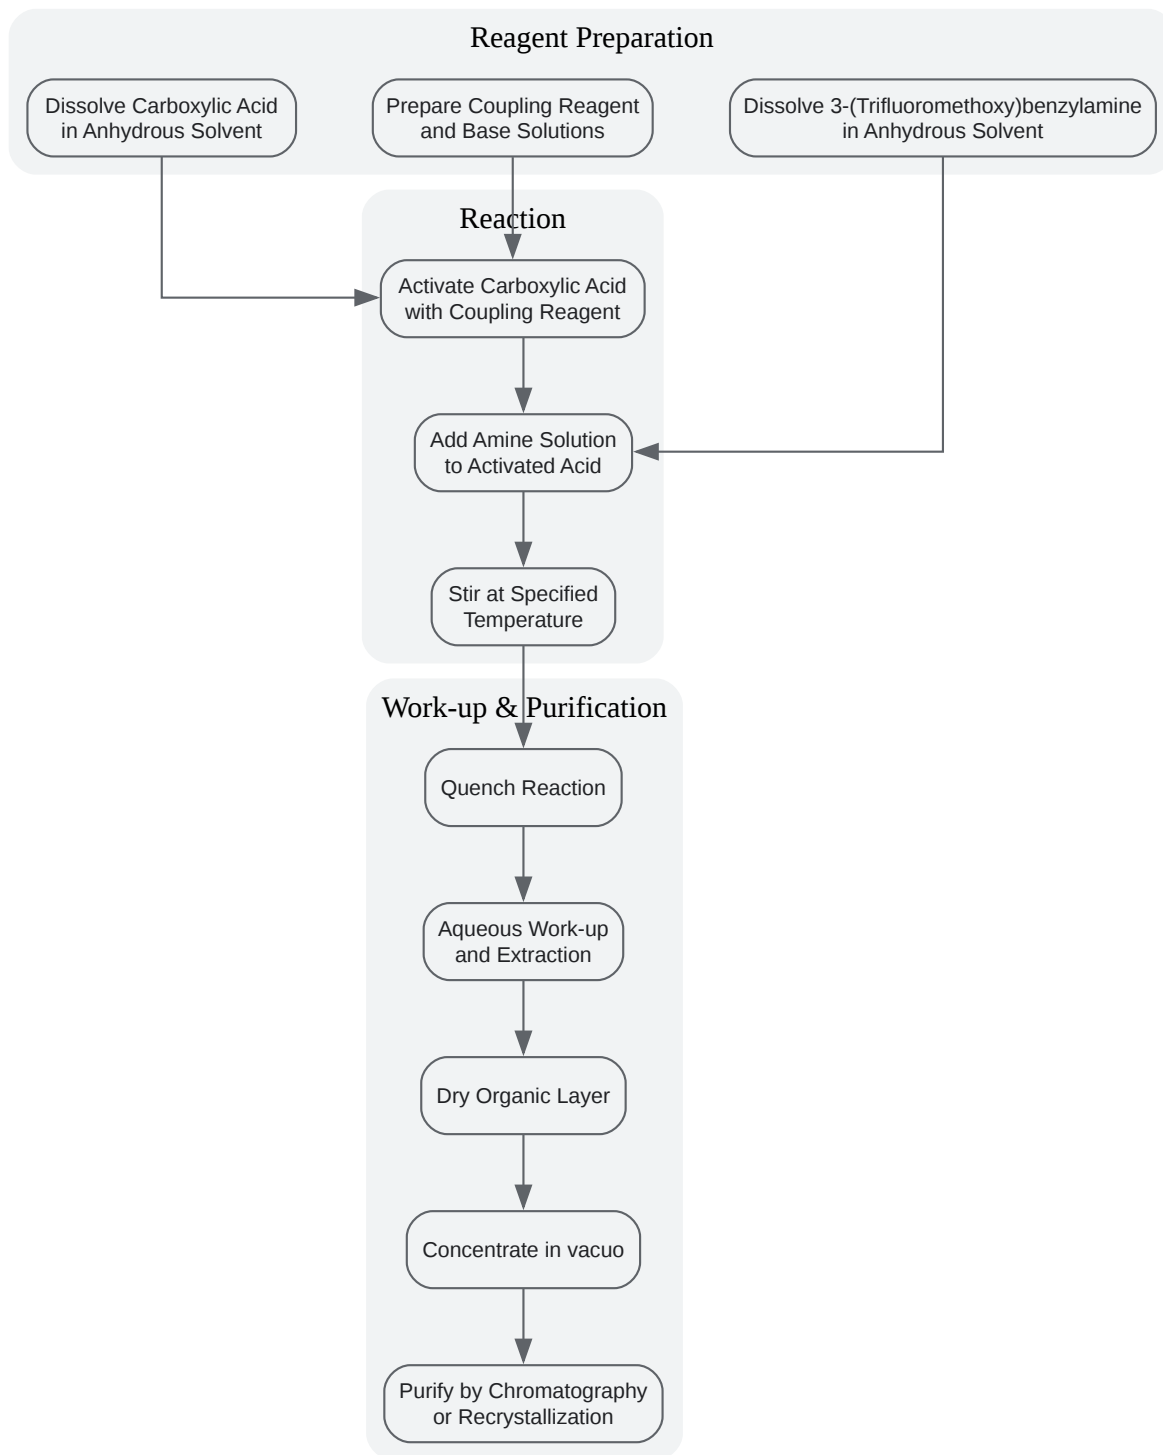 Reagent Preparation
Dissolve Carboxylic Acid
in Anhydrous Solvent
Prepare Coupling Reagent
and Base Solutions
Dissolve 3-(Trifluoromethoxy)benzylamine
in Anhydrous Solvent
Reaction
Activate Carboxylic Acid
with Coupling Reagent
Add Amine Solution
to Activated Acid
Stir at Specified
Temperature
Work-up & Purification
Quench Reaction
Aqueous Work-up
and Extraction
Dry Organic Layer
Concentrate in vacuo
Purify by Chromatography
or Recrystallization